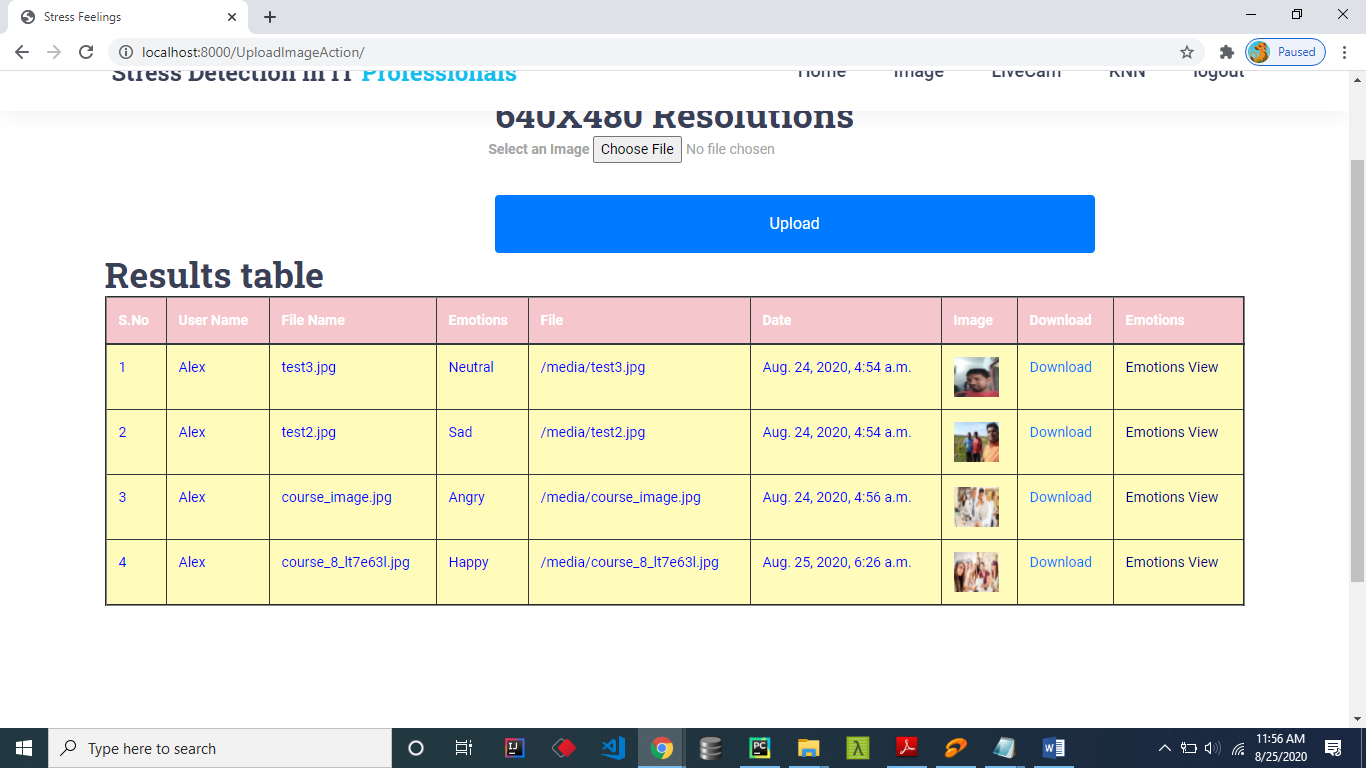 Stress Feelings
localhost:8000/UploadImageAction/
Paused
Stress Detection in IT Professionals
Home Image LiveCam KNN logout
640X480 Resolutions
Select an Image Choose File No file chosen
Upload
Results table
S.No User Name File Name Emotions File Date Image Download Emotions
1 Alex test3.jpg Neutral /media/test3.jpg Aug. 24, 2020, 4:54 a.m. Download Emotions View
2 Alex test2.jpg Sad /media/test2.jpg Aug. 24, 2020, 4:54 a.m. Download Emotions View
3 Alex course_image.jpg Angry /media/course_image.jpg Aug. 24, 2020, 4:56 a.m. Download Emotions View
4 Alex course_8_lt7e63l.jpg Happy /media/course_8_lt7e63l.jpg Aug. 25, 2020, 6:26 a.m. Download Emotions View
Type here to search
11:56 AM
8/25/2020